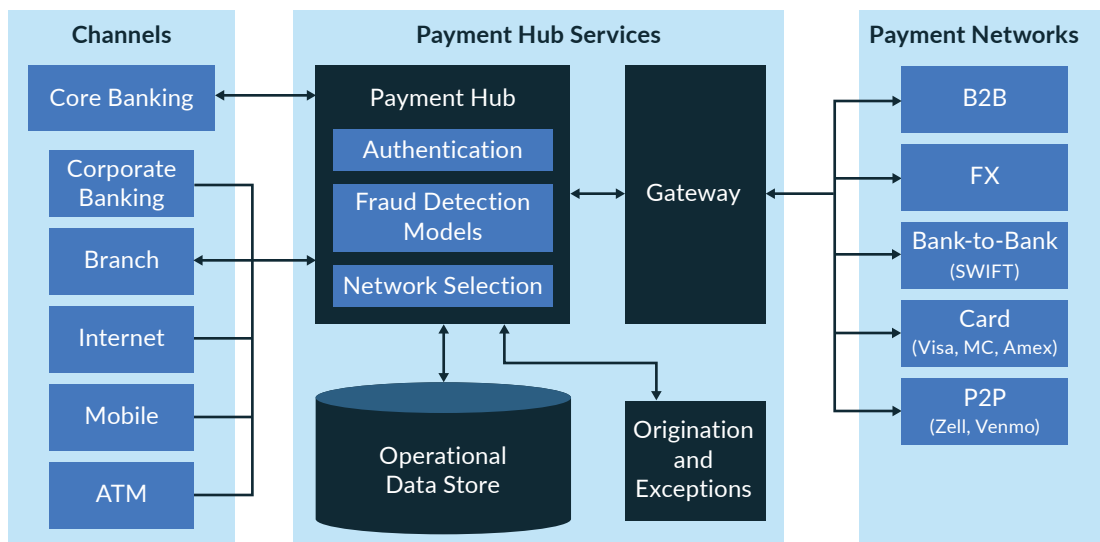 Channels
Core Banking
Corporate
Banking
Branch
Internet
Mobile
ATM
Payment Hub Services
Payment Hub
Authentication
Fraud Detection
Models
Network Selection
Gateway
Operational
Data Store
Origination
and
Exceptions
Payment Networks
B2B
FX
Bank-to-Bank
(SWIFT)
Card
(Visa, MC, Amex)
P2P
(Zell, Venmo)